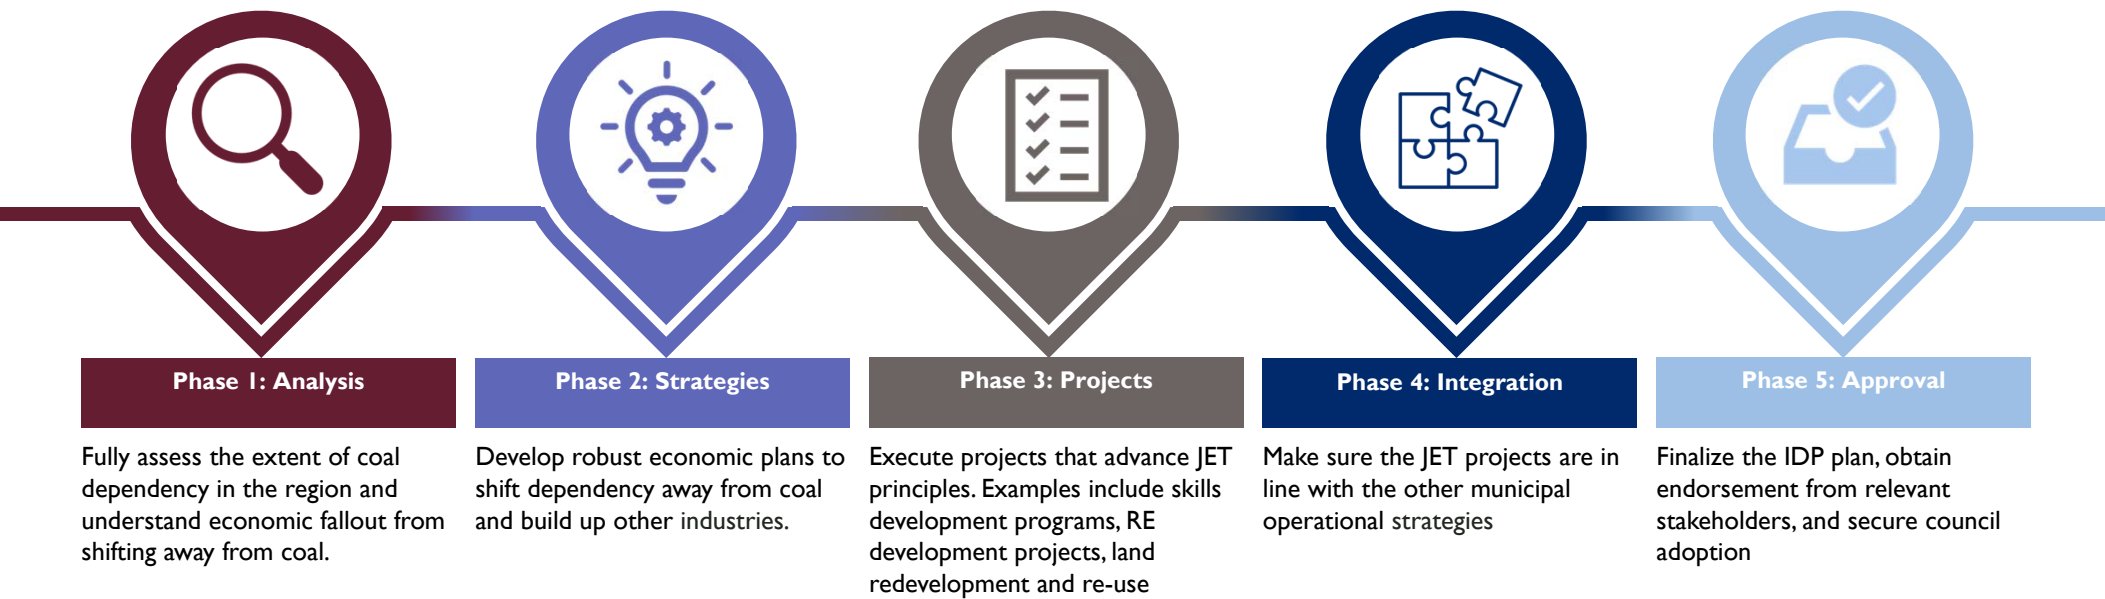 Phase 1: Analysis
Fully assess the extent of coal
dependency in the region and
understand economic fallout from
shifting away from coal.
Phase 2: Strategies
Develop robust economic plans to
shift dependency away from coal
and build up other industries.
Phase 3: Projects
Execute projects that advance JET
principles. Examples include skills
development programs, RE
development projects, land
redevelopment and re-use
Phase 4: Integration
Make sure the JET projects are in
line with the other municipal
operational strategies
Phase 5: Approval
Finalize the IDP plan, obtain
endorsement from relevant
stakeholders, and secure council
adoption